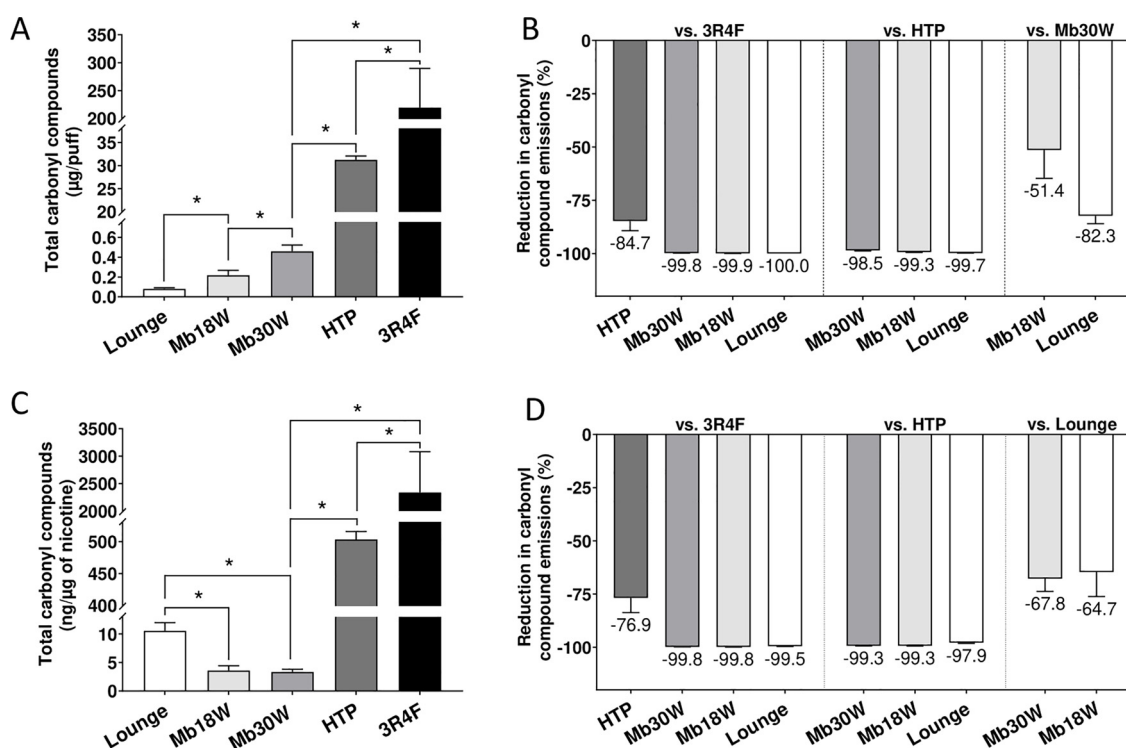 A
Total carbonyl compounds
(µg/puff)
350
300
250
200
35
30
25
20
0.6
0.4
0.2
0.0
*
*
*
*
*
Lounge
Mb18W
Mb30W
HTP
3R4F
B
Reduction in carbonyl
compound emissions (%)
vs. 3R4F
vs. HTP
vs. Mb30W
0
-25
-50
-75
-100
-84.7
-99.8
-99.9
-100.0
-98.5
-99.3
-99.7
-51.4
-82.3
HTP
Mb30W
Mb18W
Lounge
Mb30W
Mb18W
Lounge
Mb18W
Lounge
C
Total carbonyl compounds
(ng/µg of nicotine)
3500
3000
2500
2000
500
450
400
10
5
0
*
*
*
*
*
Lounge
Mb18W
Mb30W
HTP
3R4F
D
Reduction in carbonyl
compound emissions (%)
vs. 3R4F
vs. HTP
vs. Lounge
0
-25
-50
-75
-100
-76.9
-99.8
-99.8
-99.5
-99.3
-99.3
-97.9
-67.8
-64.7
HTP
Mb30W
Mb18W
Lounge
Mb30W
Mb18W
Lounge
Mb30W
Mb18W